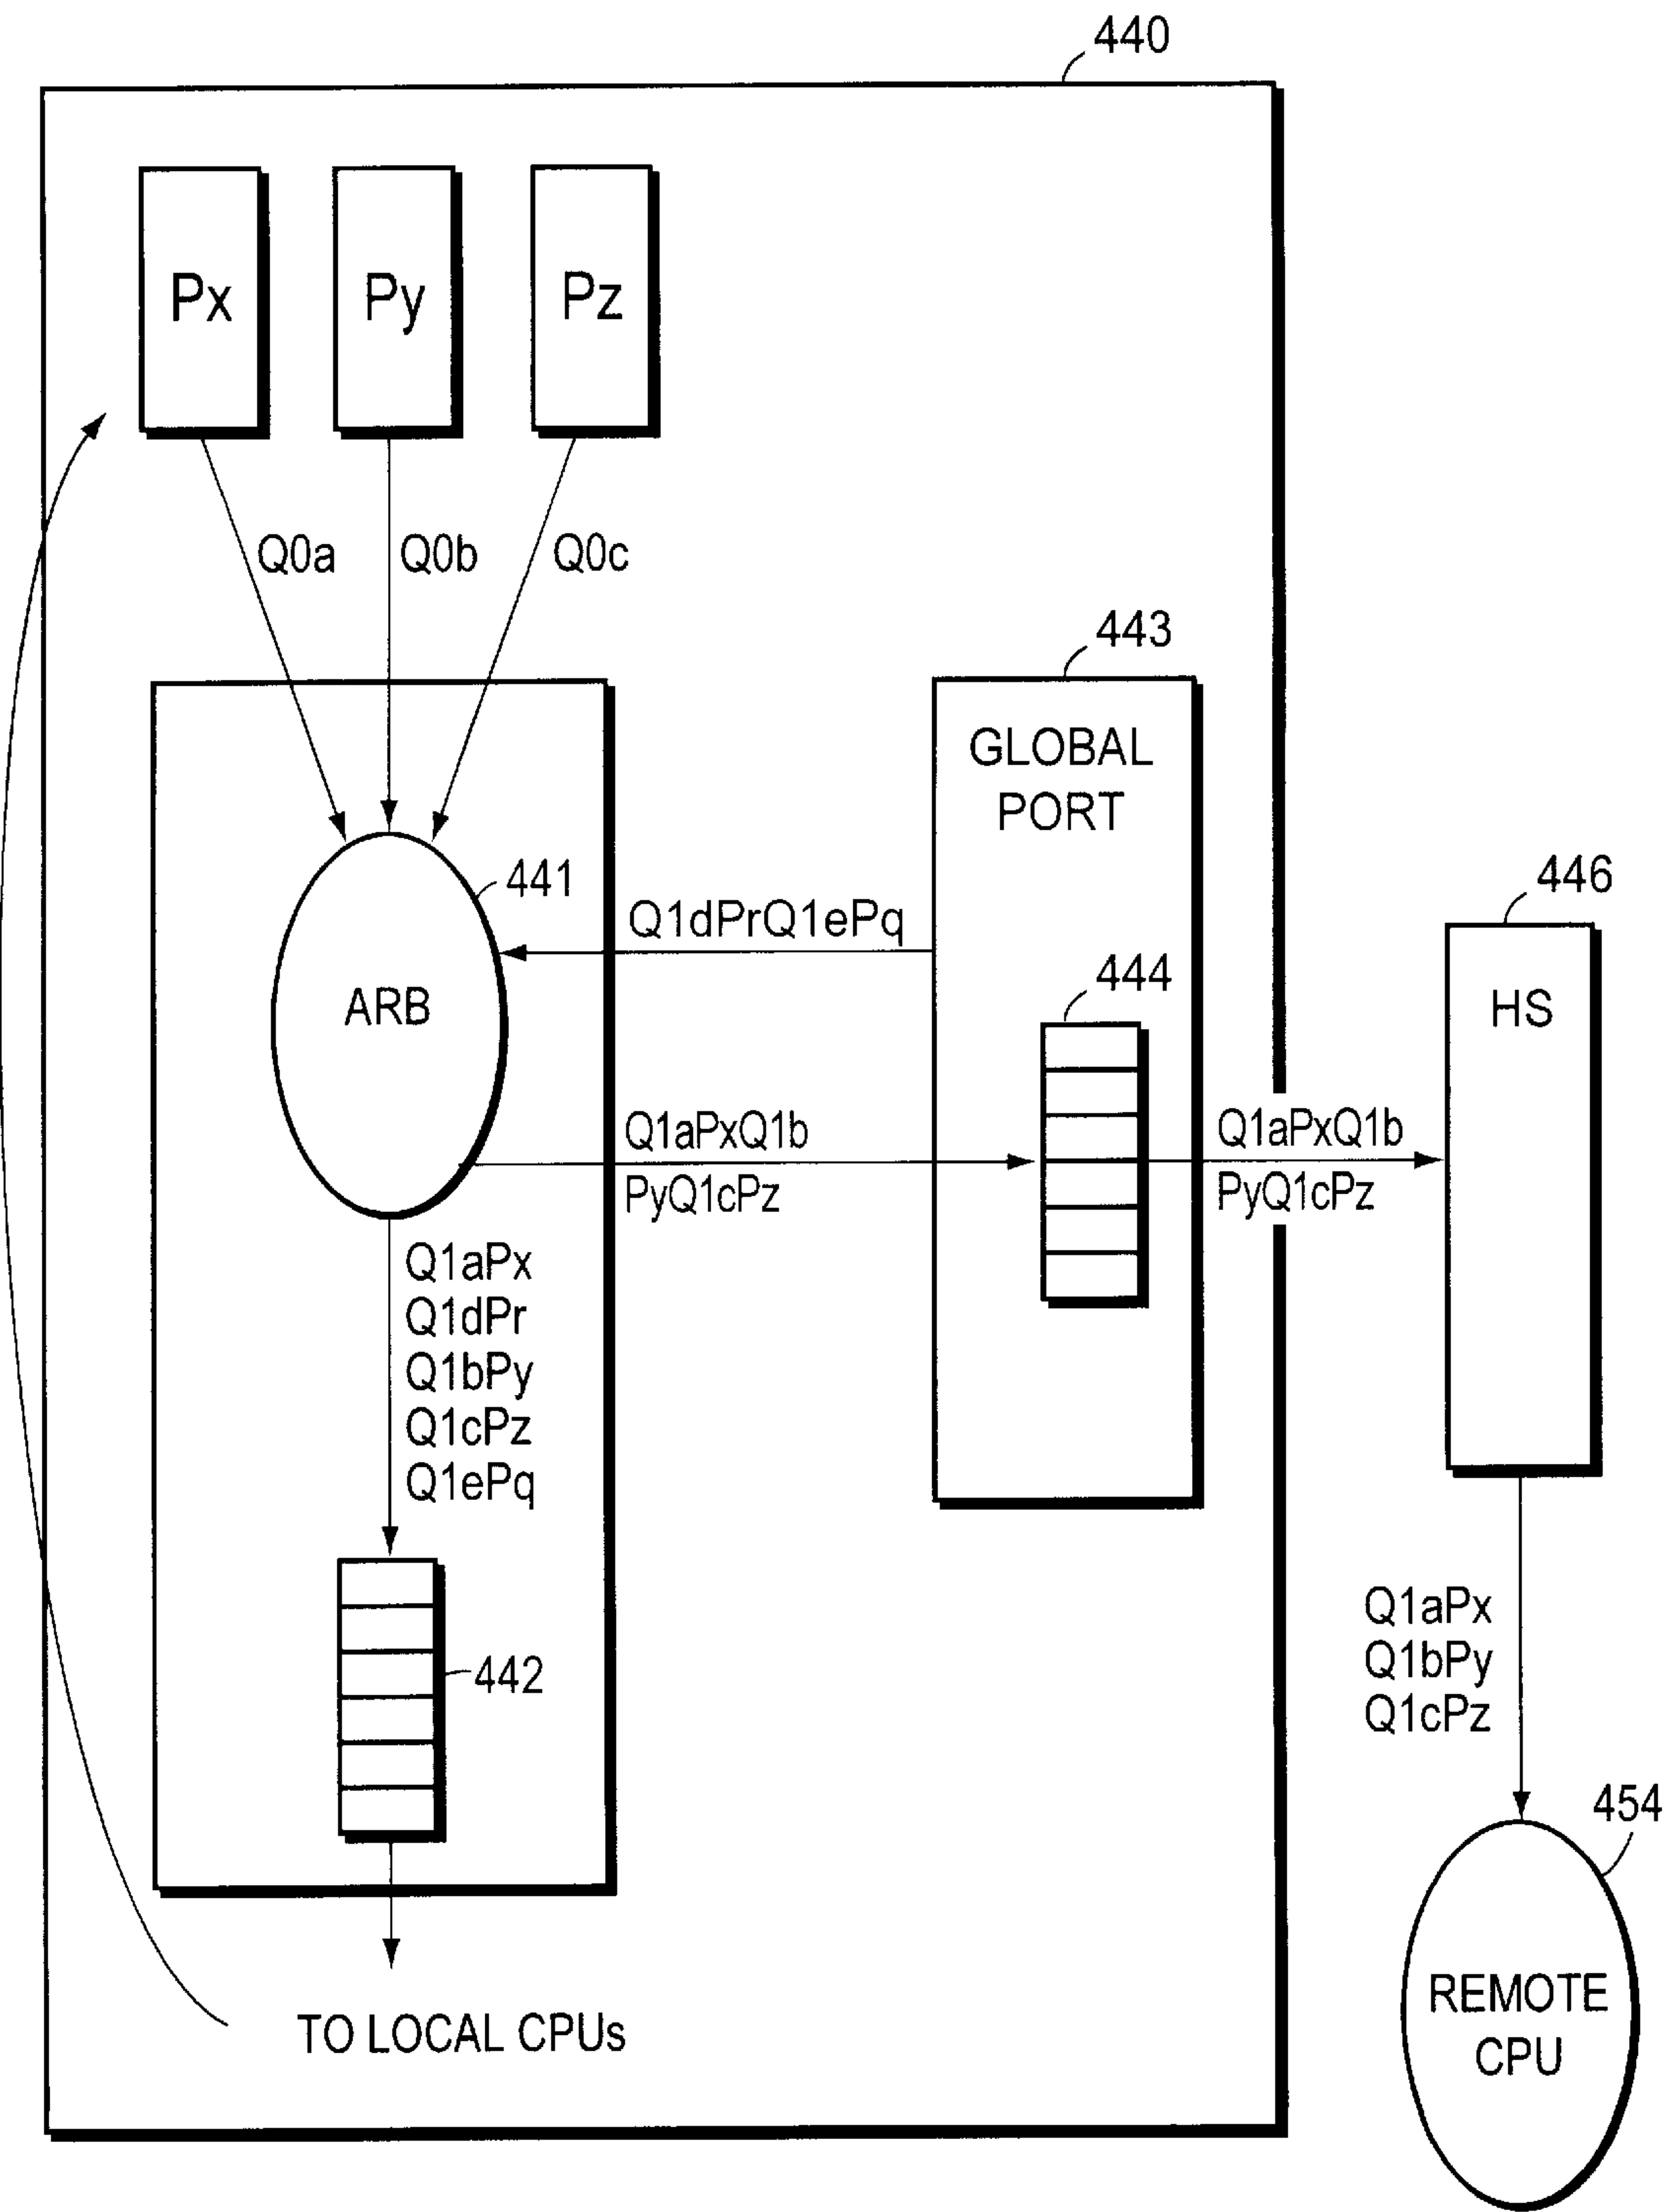 440
Px
Py
Pz
Q0a
Q0b
Q0c
443
GLOBAL
PORT
441
446
Q1dPrQ1ePq
444
ARB
HS
Q1aPxQ1b
PyQ1cPz
Q1aPxQ1b
PyQ1cPz
Q1aPx
Q1dPr
Q1bPy
Q1cPz
Q1ePq
442
Q1aPx
Q1bPy
Q1cPz
454
REMOTE
CPU
TO LOCAL CPUs